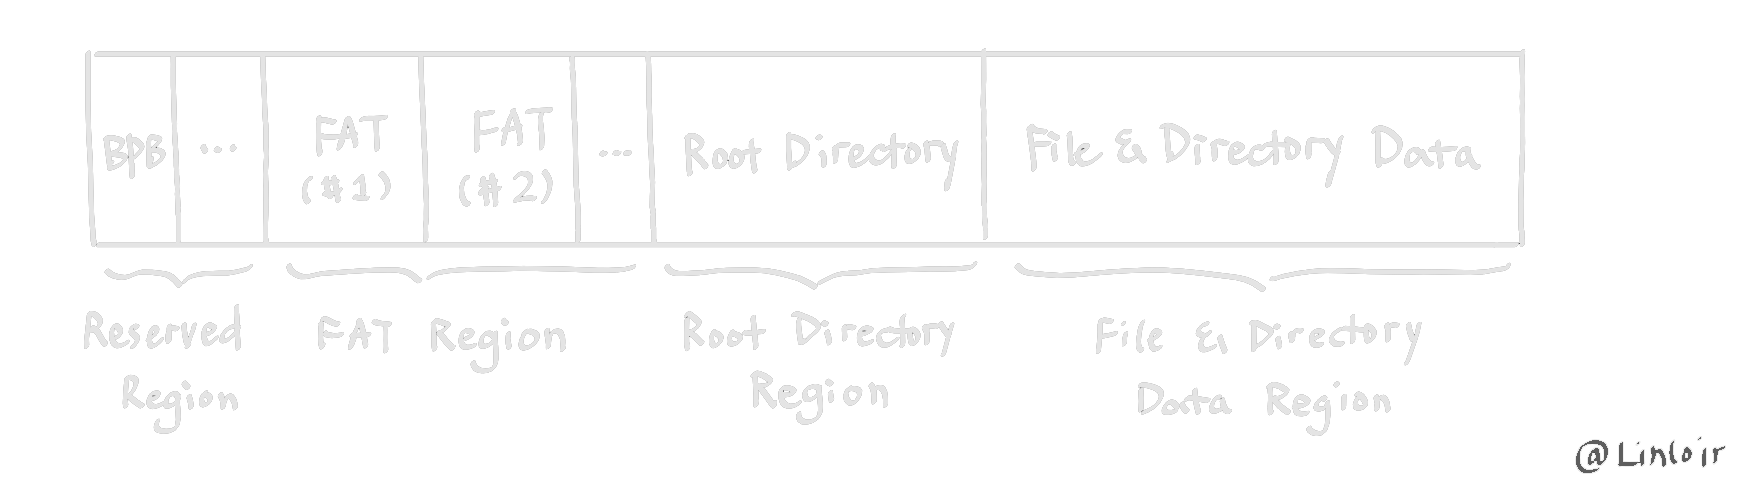 BPB
...
FAT
(#1)
FAT
(#2)
...
Root Directory
File & Directory Data
Reserved
Region
FAT Region
Root Directory
Region
File & Directory
Data Region
@Linloir